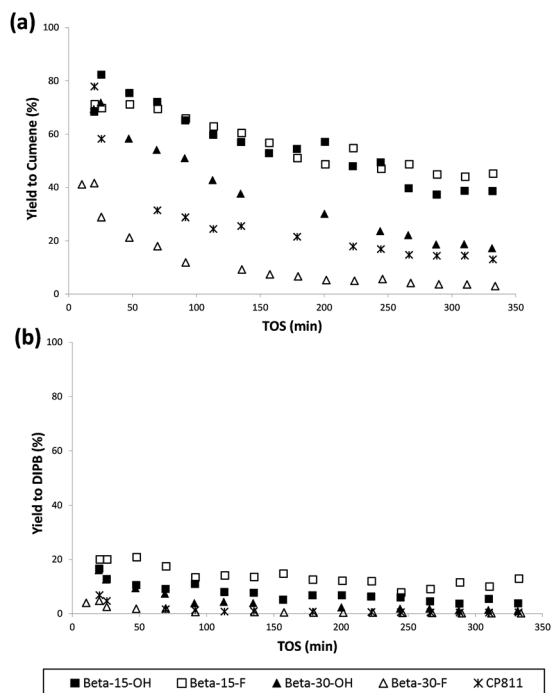 (a)
100
80
60
40
20
0
Yield to Cumene (%)
0 50 100 150 200 250 300 350
TOS (min)
(b)
100
80
60
40
20
0
Yield to DIPB (%)
0 50 100 150 200 250 300 350
TOS (min)
Beta-15-OH Beta-15-F Beta-30-OH Beta-30-F CP811